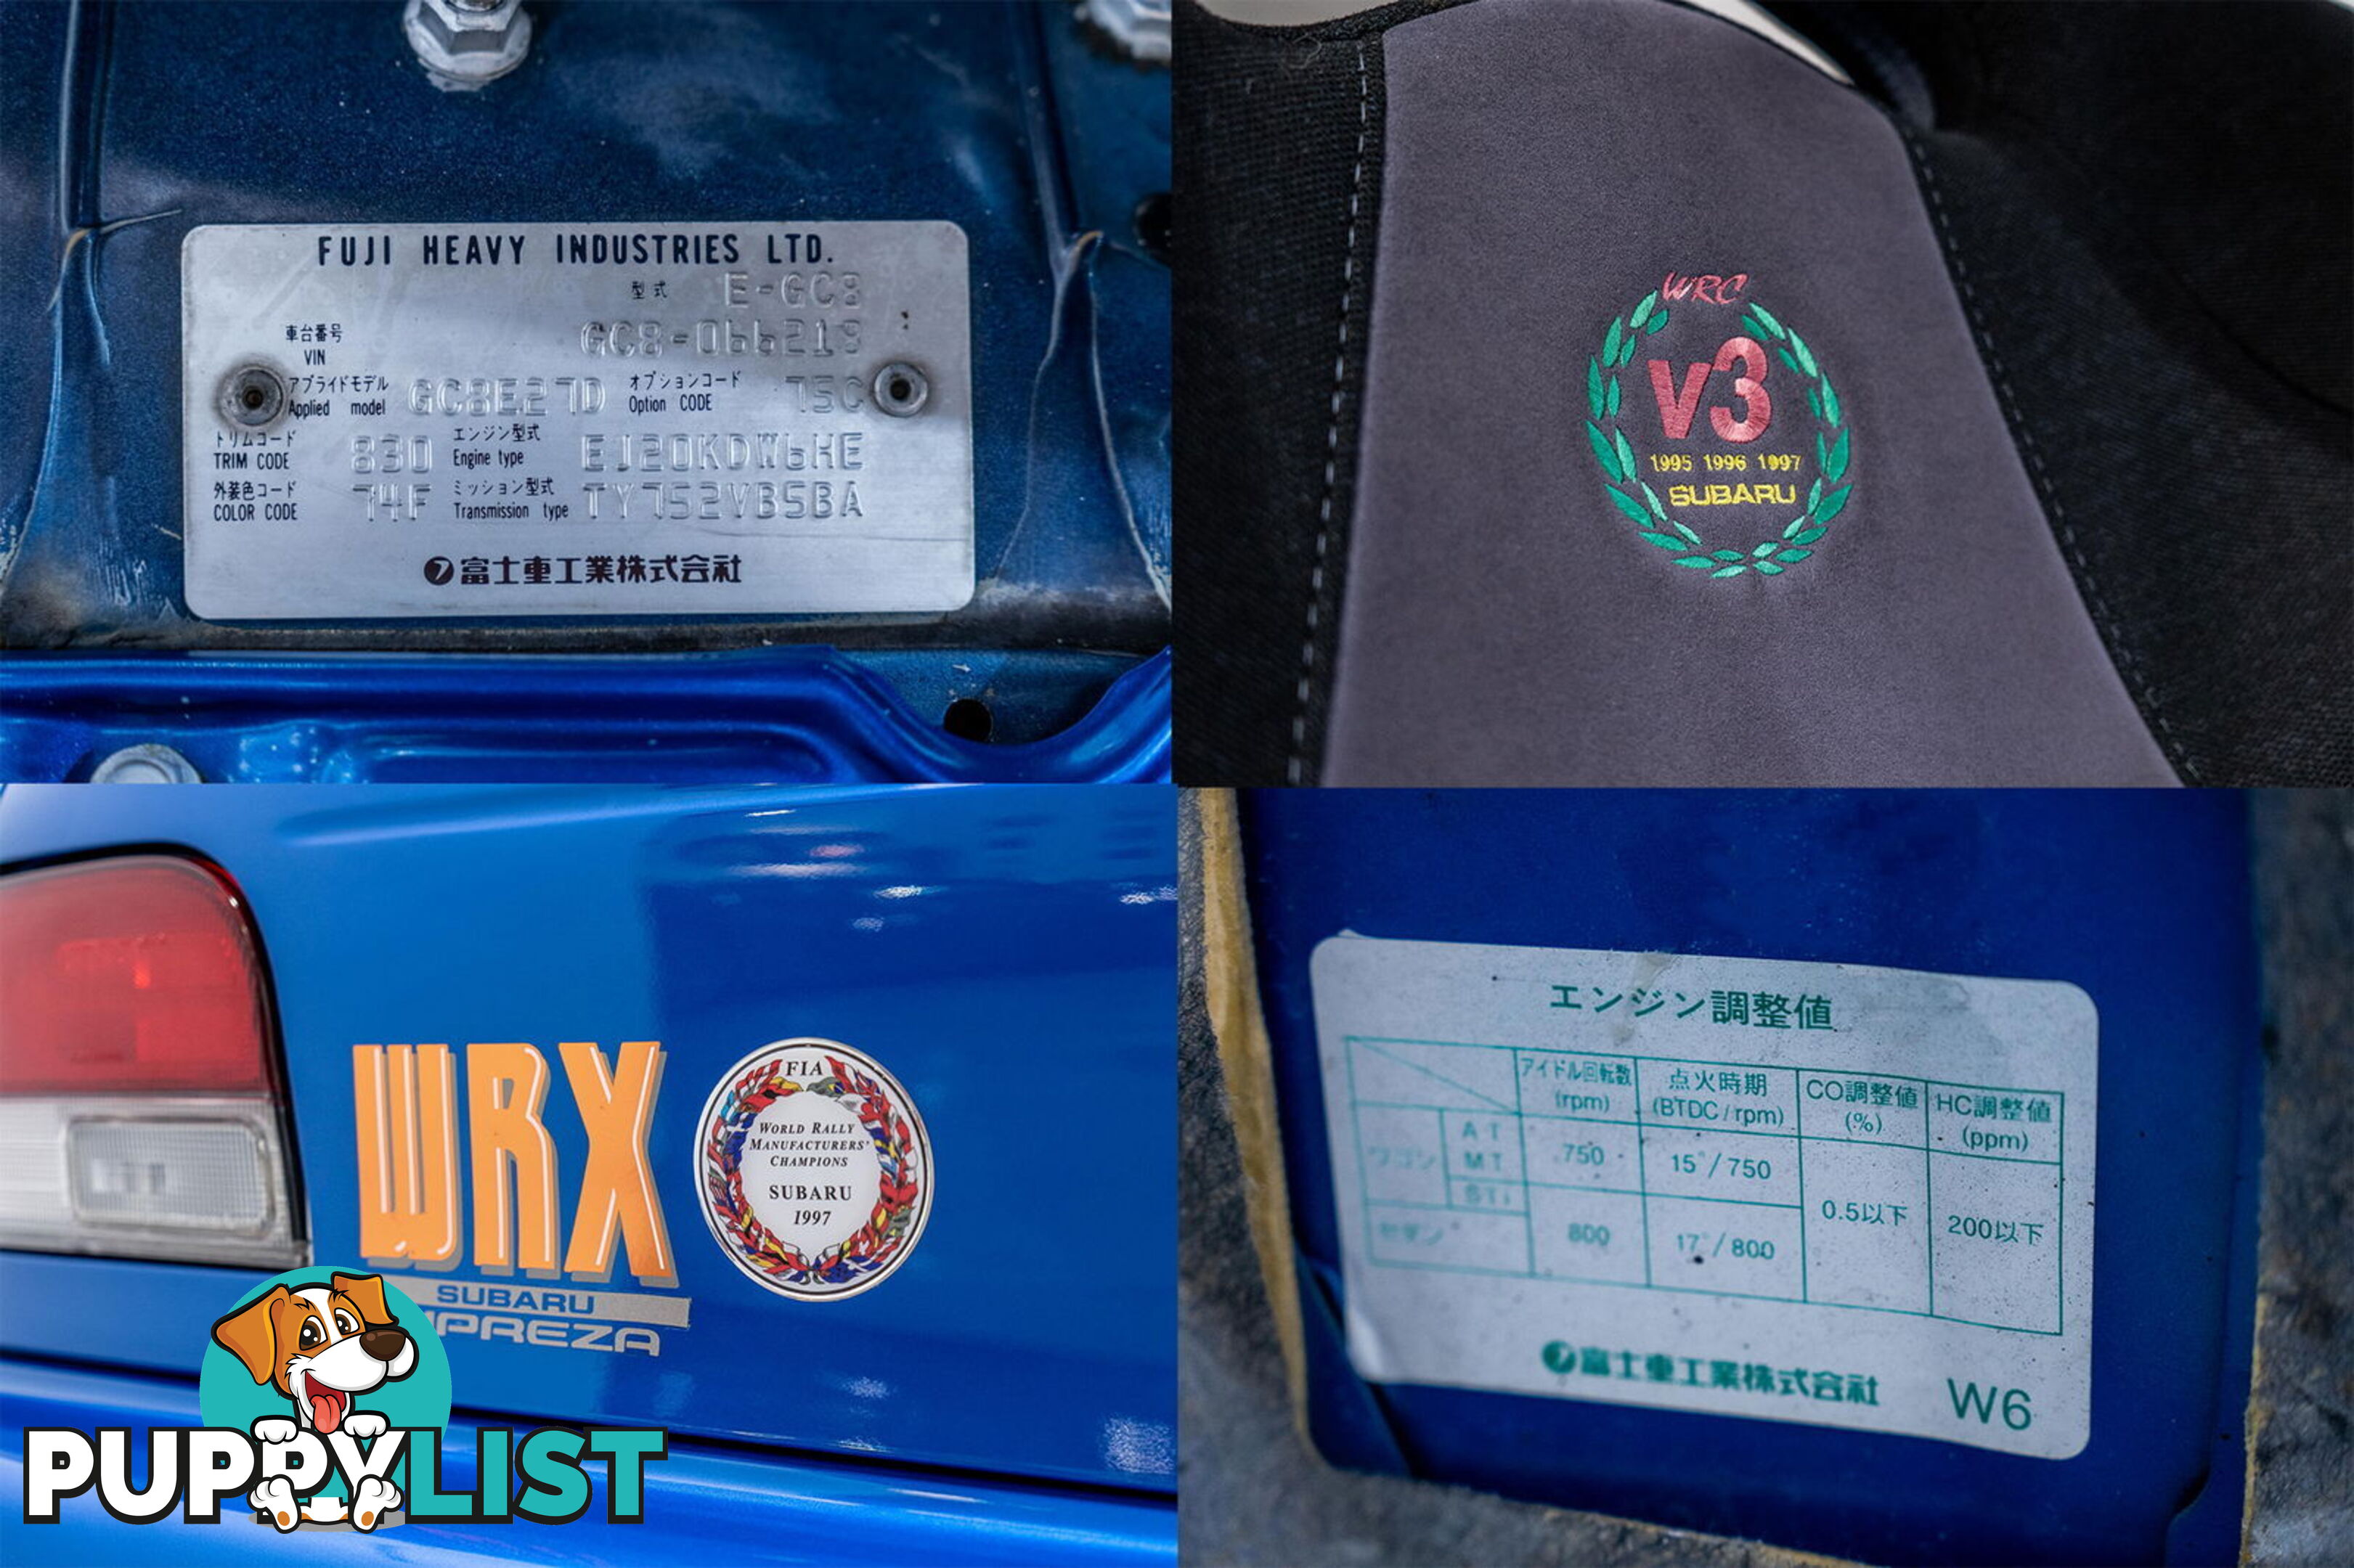 FUJI HEAVY INDUSTRIES LTD.
型式 E-GC8
車台番号
VIN GC8-066219
アプライドモデル オプションコード
Applied model GC8E27D Option CODE 75C
トリムコード エンジン型式
TRIM CODE 830 Engine type EJ20KDW6HE
外装色コード ミッション型式
COLOR CODE 74F Transmission type TY752VB5BA
富士重工業株式会社
WRC
V3
1995 1996 1997
SUBARU
WRX
SUBARU
IMPREZA
FIA
WORLD RALLY
MANUFACTURERS'
CHAMPIONS
SUBARU
1997
エンジン調整値
アイドル回転数 点火時期 CO調整値 HC調整値
(rpm) (BTDC/rpm) (%) (ppm)
ワゴン AT
MT 750 15°/750
STi
セダン 800 17°/800 0.5以下 200以下
富士重工業株式会社 W6
PUPPYLIST